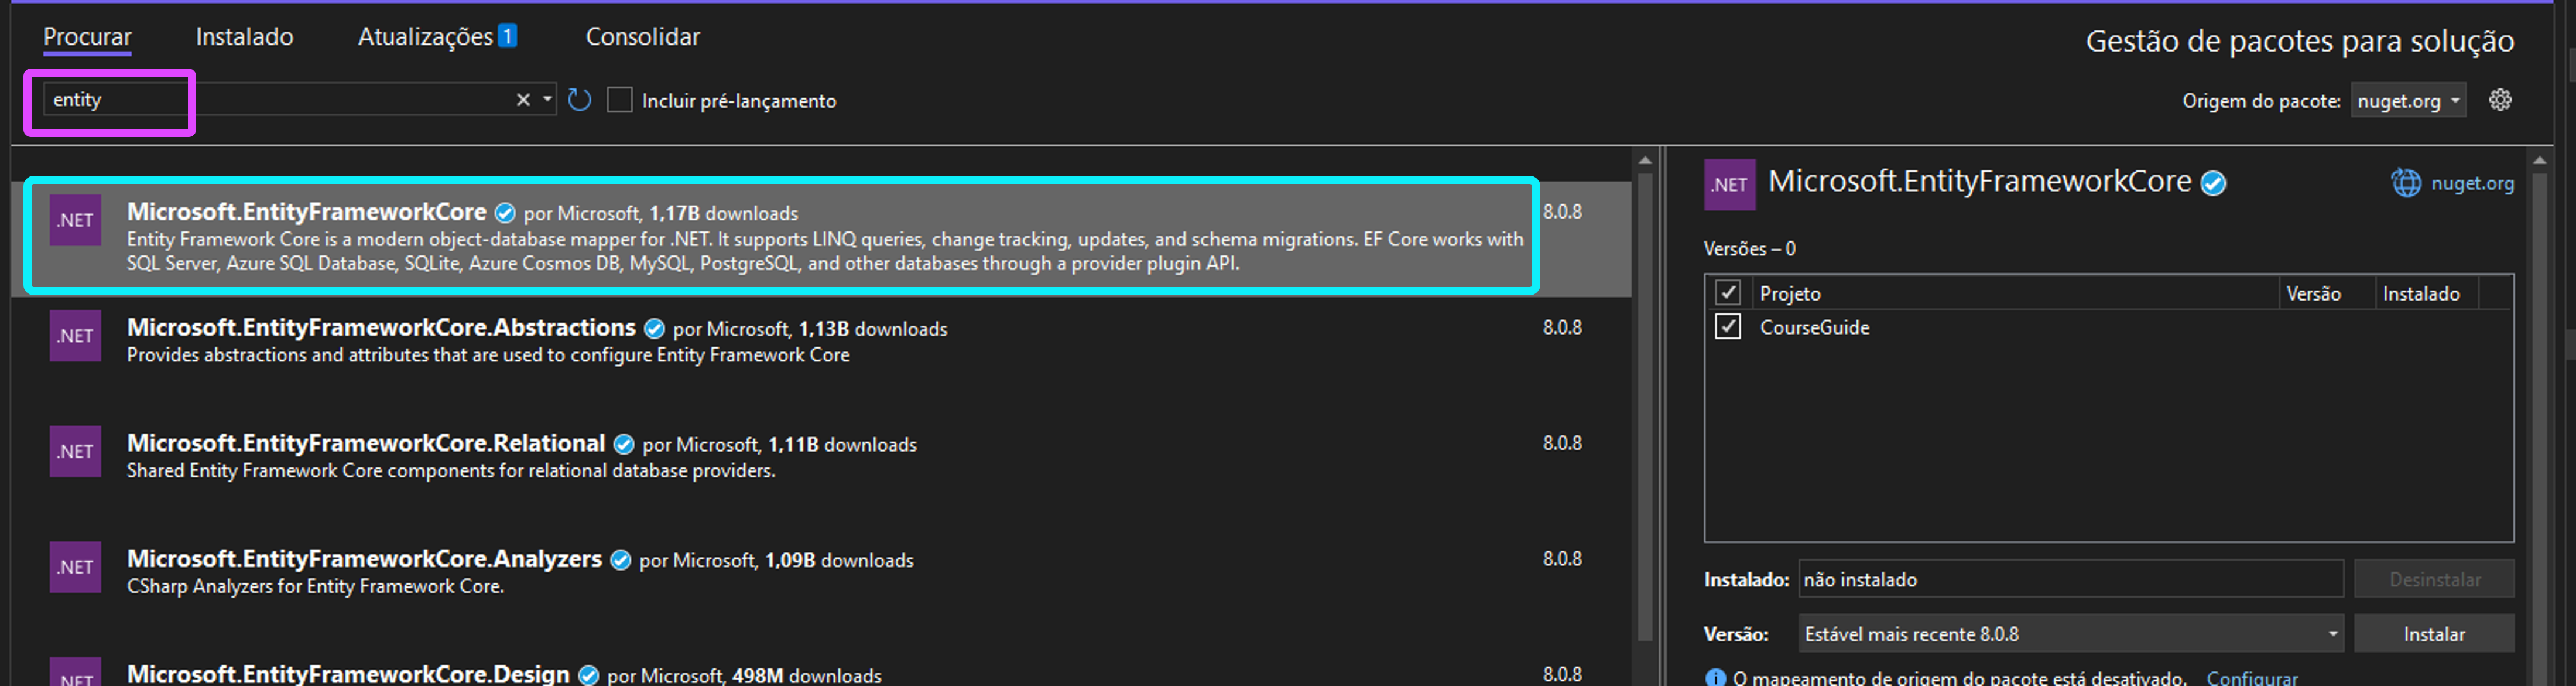 Procurar Instalado Atualizações 1 Consolidar
Gestão de pacotes para solução
entity
Incluir pré-lançamento
Origem do pacote: nuget.org
.NET Microsoft.EntityFrameworkCore por Microsoft, 1,17B downloads 8.0.8
Entity Framework Core is a modern object-database mapper for .NET. It supports LINQ queries, change tracking, updates, and schema migrations. EF Core works with
SQL Server, Azure SQL Database, SQLite, Azure Cosmos DB, MySQL, PostgreSQL, and other databases through a provider plugin API.
.NET Microsoft.EntityFrameworkCore.Abstractions por Microsoft, 1,13B downloads 8.0.8
Provides abstractions and attributes that are used to configure Entity Framework Core
.NET Microsoft.EntityFrameworkCore.Relational por Microsoft, 1,11B downloads 8.0.8
Shared Entity Framework Core components for relational database providers.
.NET Microsoft.EntityFrameworkCore.Analyzers por Microsoft, 1,09B downloads 8.0.8
CSharp Analyzers for Entity Framework Core.
.NET Microsoft.EntityFrameworkCore.Design por Microsoft, 498M downloads 8.0.8
.NET Microsoft.EntityFrameworkCore nuget.org
Versões – 0
Projeto Versão Instalado
CourseGuide
Instalado: não instalado Desinstalar
Versão: Estável mais recente 8.0.8 Instalar
O mapeamento de origem do pacote está desativado. Configurar